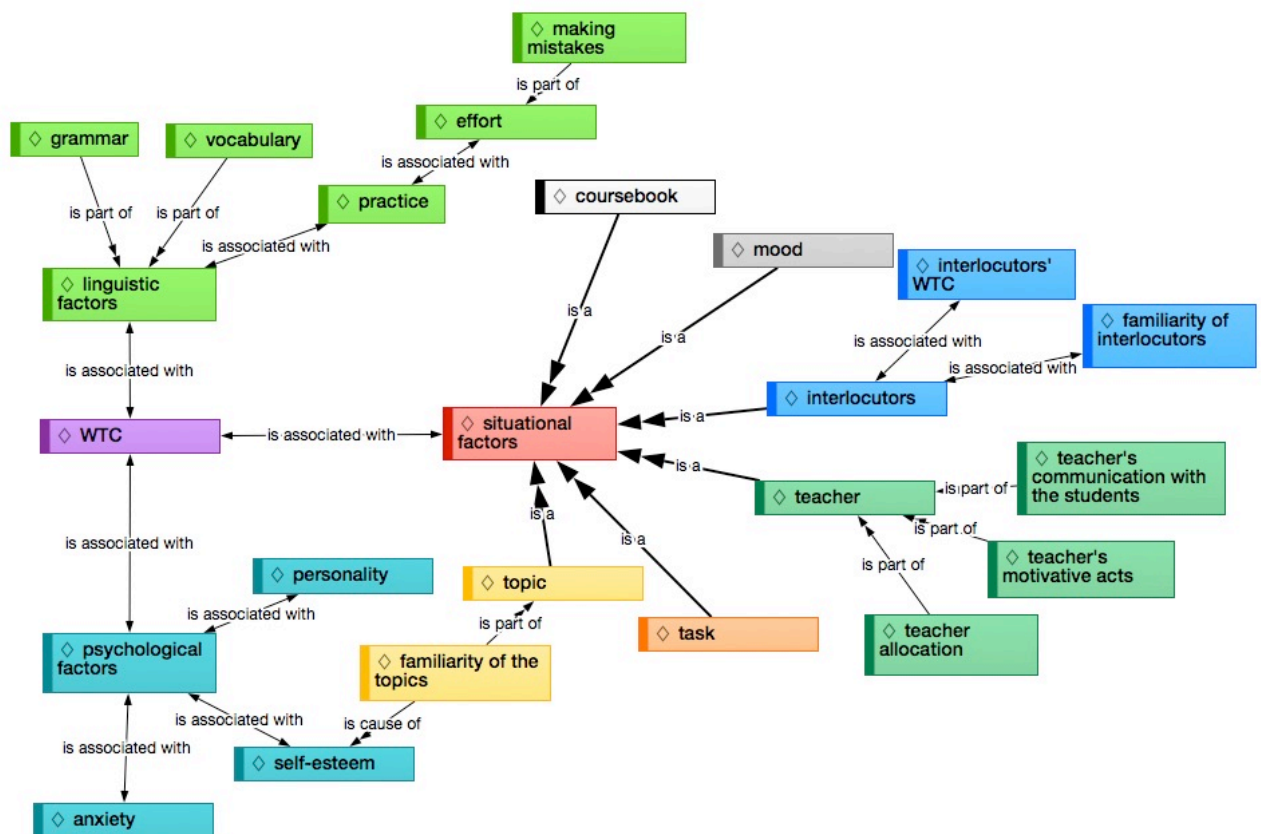 ◇ making
mistakes
is part of
◇ effort
◇ grammar
◇ vocabulary
is associated with
◇ practice
◇ coursebook
is part of
is part of
is associated with
◇ mood
◇ interlocutors'
WTC
◇ linguistic
factors
is a
is a
◇ familiarity of
interlocutors
is associated with
is associated with
is associated with
◇ interlocutors
is a
◇ WTC
is associated with
◇ situational
factors
is a
◇ teacher's
communication with
the students
◇ teacher
is part of
is a
is a
is part of
is associated with
is part of
◇ teacher's
motivative acts
◇ personality
◇ topic
is associated with
is part of
◇ task
◇ teacher
allocation
◇ psychological
factors
◇ familiarity of the
topics
is associated with
is cause of
is associated with
◇ self-esteem
◇ anxiety